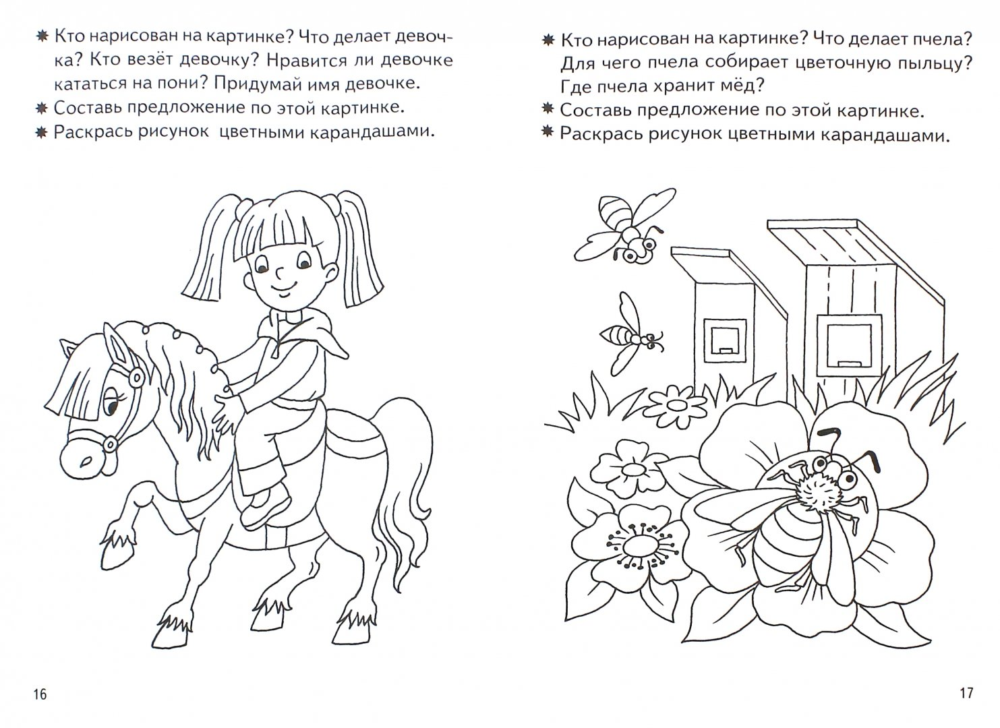 ✷ Кто нарисован на картинке? Что делает девоч-
ка? Кто везёт девочку? Нравится ли девочке
кататься на пони? Придумай имя девочке.
✷ Составь предложение по этой картинке.
✷ Раскрась рисунок цветными карандашами.
16
✷ Кто нарисован на картинке? Что делает пчела?
Для чего пчела собирает цветочную пыльцу?
Где пчела хранит мёд?
✷ Составь предложение по этой картинке.
✷ Раскрась рисунок цветными карандашами.
17